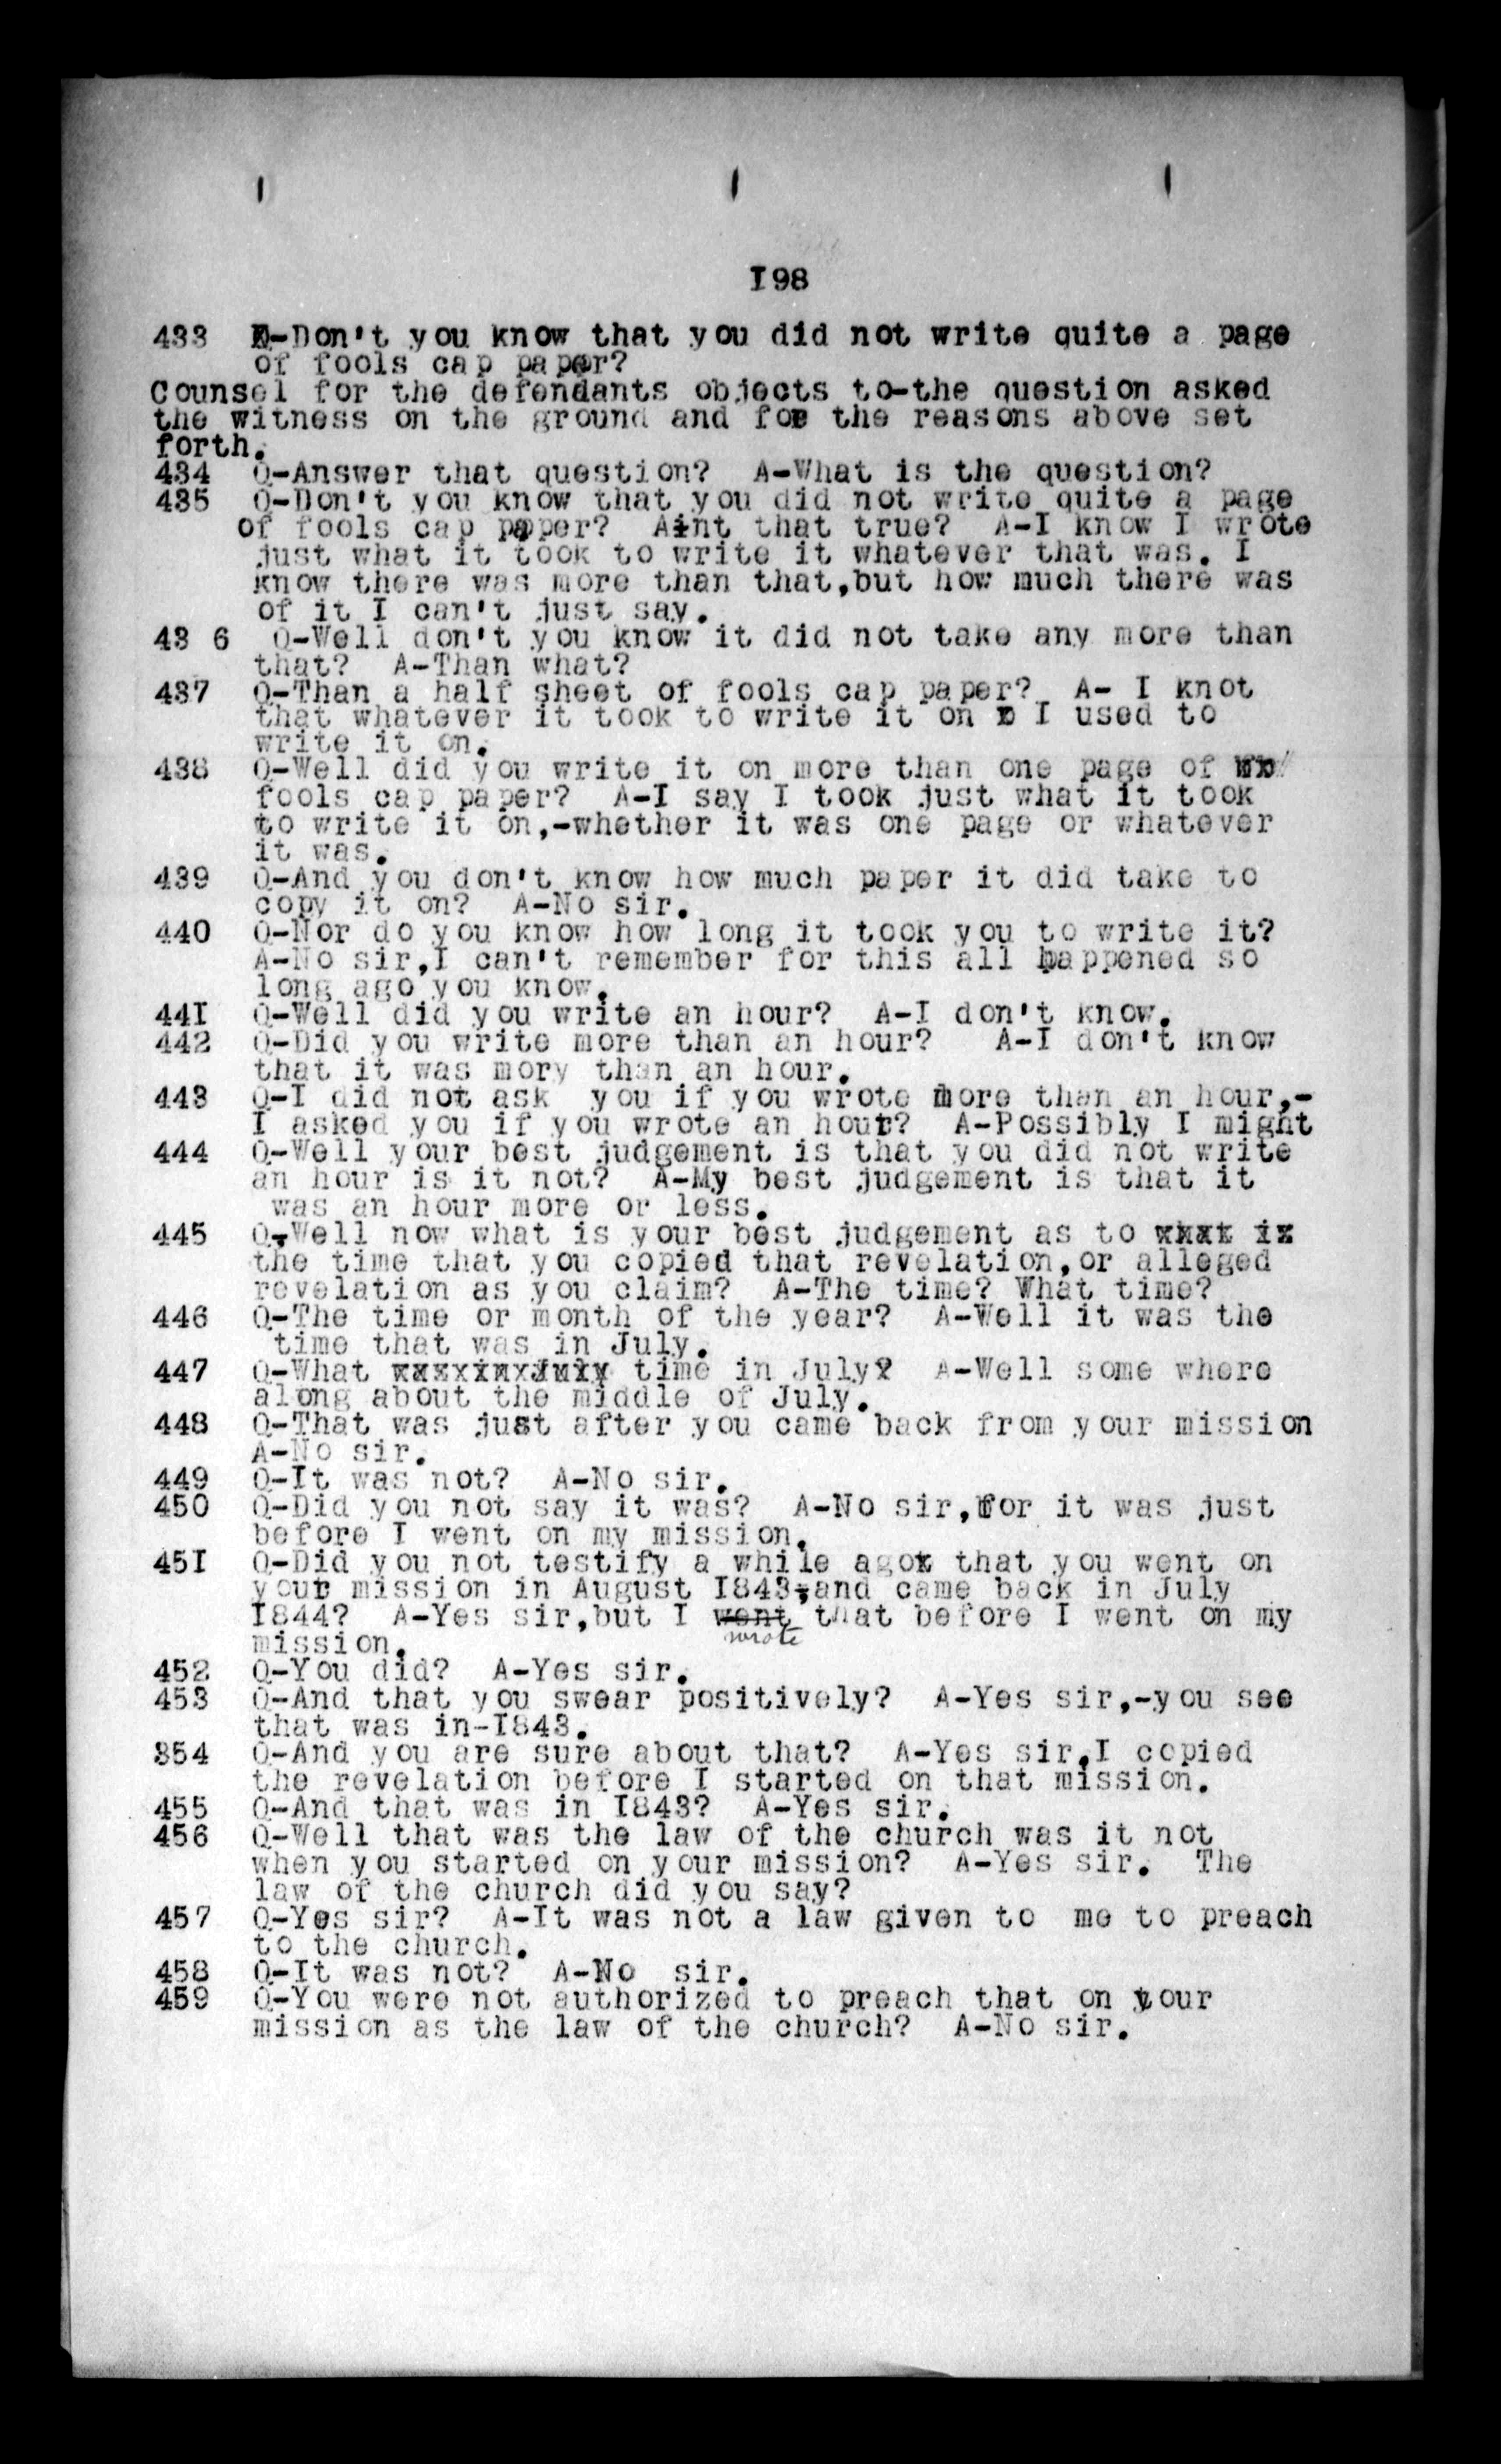 I98
433 Q-Don't you know that you did not write quite a page
of fools cap paper?
Counsel for the defendants objects to-the question asked
the witness on the ground and for the reasons above set
forth.
434 Q-Answer that question? A-What is the question?
435 Q-Don't you know that you did not write quite a page
of fools cap paper? Aint that true? A-I know I wrote
just what it took to write it whatever that was. I
know there was more than that,but how much there was
of it I can't just say.
43 6 Q-Well don't you know it did not take any more than
that? A-Than what?
437 Q-Than a half sheet of fools cap paper? A- I knot
that whatever it took to write it on I used to
write it on.
438 Q-Well did you write it on more than one page of
fools cap paper? A-I say I took just what it took
to write it on,-whether it was one page or whatever
it was.
439 Q-And you don't know how much paper it did take to
copy it on? A-No sir.
440 Q-Nor do you know how long it took you to write it?
A-No sir,I can't remember for this all happened so
long ago you know.
44I Q-Well did you write an hour? A-I don't know.
442 Q-Did you write more than an hour? A-I don't know
that it was mory than an hour.
443 Q-I did not ask you if you wrote more than an hour,-
I asked you if you wrote an hour? A-Possibly I might
444 Q-Well your best judgement is that you did not write
an hour is it not? A-My best judgement is that it
was an hour more or less.
445 Q-Well now what is your best judgement as to xxxx ix
the time that you copied that revelation,or alleged
revelation as you claim? A-The time? What time?
446 Q-The time or month of the year? A-Well it was the
time that was in July.
447 Q-What xxxxxinxJuly time in July? A-Well some where
along about the middle of July.
448 Q-That was just after you came back from your mission
A-No sir.
449 Q-It was not? A-No sir.
450 Q-Did you not say it was? A-No sir,for it was just
before I went on my mission.
45I Q-Did you not testify a while ago that you went on
your mission in August I843,and came back in July
I844? A-Yes sir,but I went that before I went on my
wrote
mission.
452 Q-You did? A-Yes sir.
453 Q-And that you swear positively? A-Yes sir,-you see
that was in-I843.
354 Q-And you are sure about that? A-Yes sir,I copied
the revelation before I started on that mission.
455 Q-And that was in I843? A-Yes sir.
456 Q-Well that was the law of the church was it not
when you started on your mission? A-Yes sir. The
law of the church did you say?
457 Q-Yes sir? A-It was not a law given to me to preach
to the church.
458 Q-It was not? A-No sir.
459 Q-You were not authorized to preach that on your
mission as the law of the church? A-No sir.